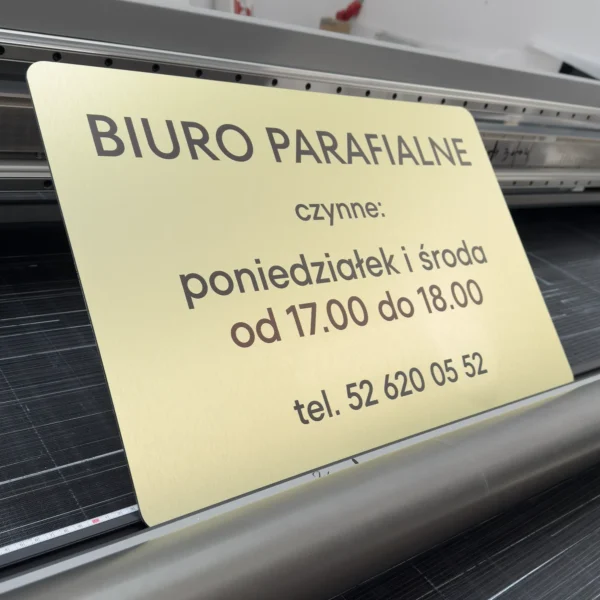 BIURO PARAFIALNE
czynne:
poniedziałek i środa
od 17.00 do 18.00
tel. 52 620 05 52